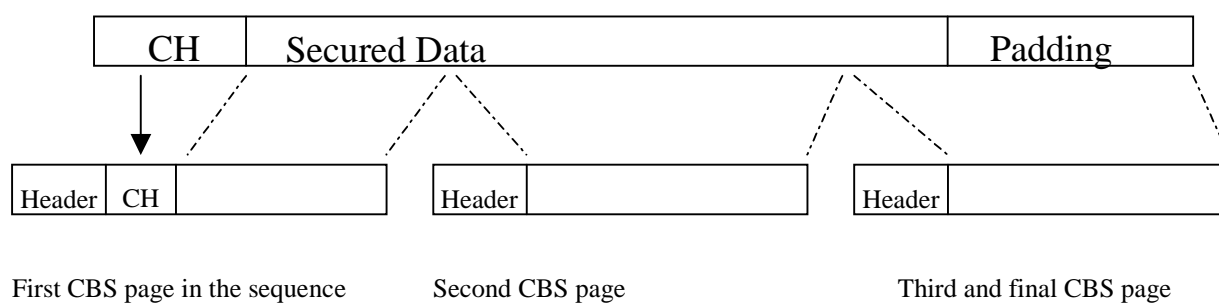 CH Secured Data Padding
Header CH Header Header
First CBS page in the sequence Second CBS page Third and final CBS page